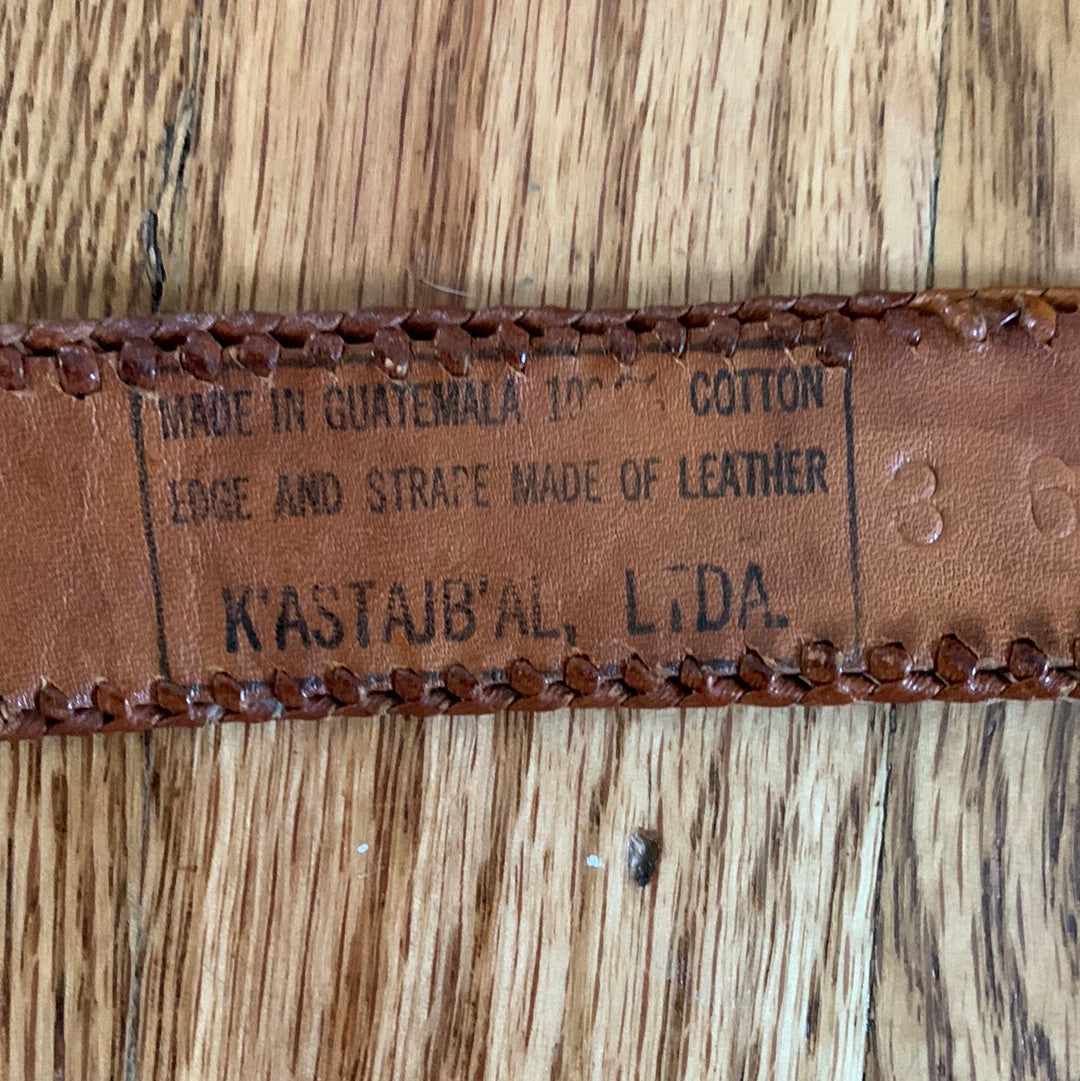 MADE IN GUATEMALA COTTON
EDGE AND STRAPE MADE OF LEATHER
K'ASTAJB'AL, LTDA.
36